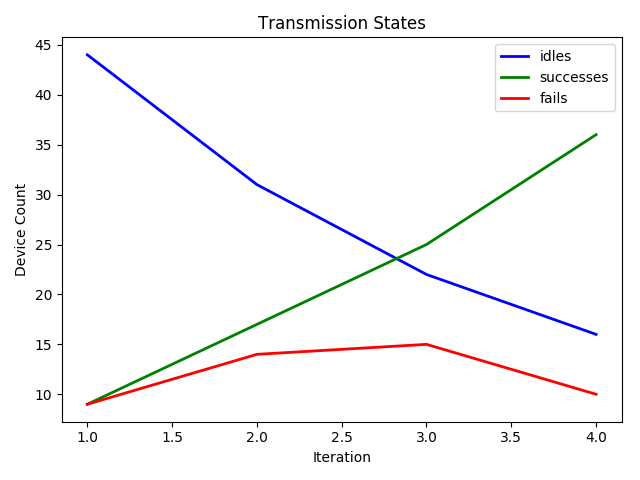 Transmission States
45
40
35
30
25
20
15
10
Device Count
idles
successes
fails
1.0 1.5 2.0 2.5 3.0 3.5 4.0
Iteration